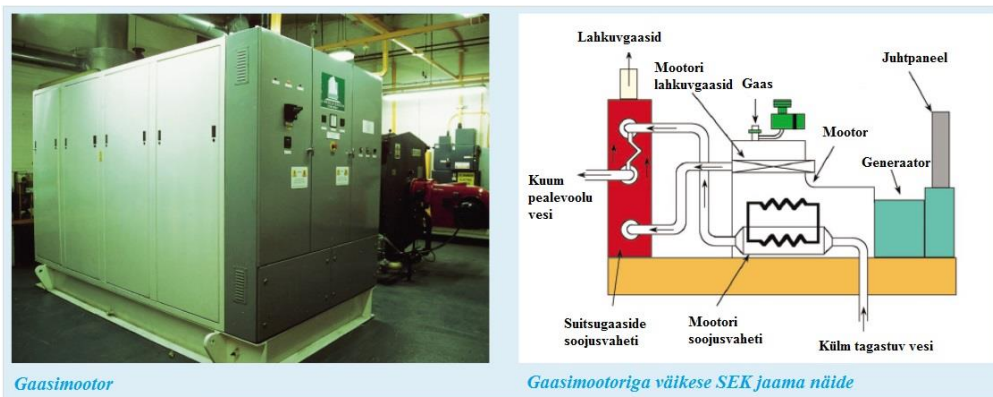 Lahkuvgaasid
Mootori
lahkuvgaasid
Gaas
Juhtpaneel
Mootor
Generaator
Kuum
pealevoolu
vesi
Suitsugaaside
soojusvaheti
Mootori
soojusvaheti
Külm tagastuv vesi
Gaasimootor
Gaasimootoriga väikese SEK jaama näide